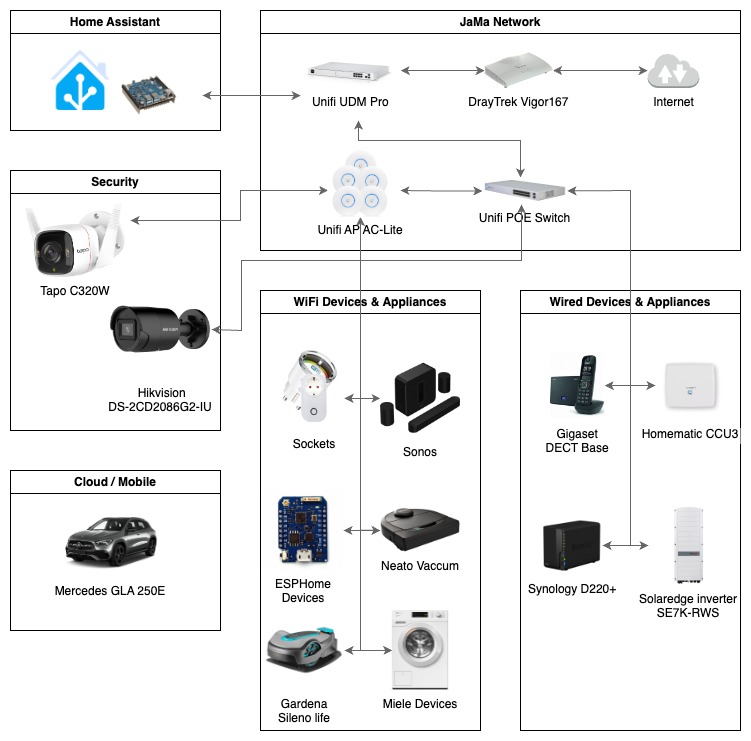 Home Assistant
JaMa Network
Unifi UDM Pro
DrayTrek Vigor167
Internet
Unifi AP AC-Lite
Unifi POE Switch
Security
tapo
Tapo C320W
HIKVISION
Hikvision
DS-2CD2086G2-IU
Cloud / Mobile
Mercedes GLA 250E
WiFi Devices & Appliances
Sockets
Sonos
ESPHome
Devices
Neato Vaccum
Gardena
Sileno life
Miele Devices
Wired Devices & Appliances
Gigaset
DECT Base
Homematic CCU3
Synology D220+
Solaredge inverter
SE7K-RWS